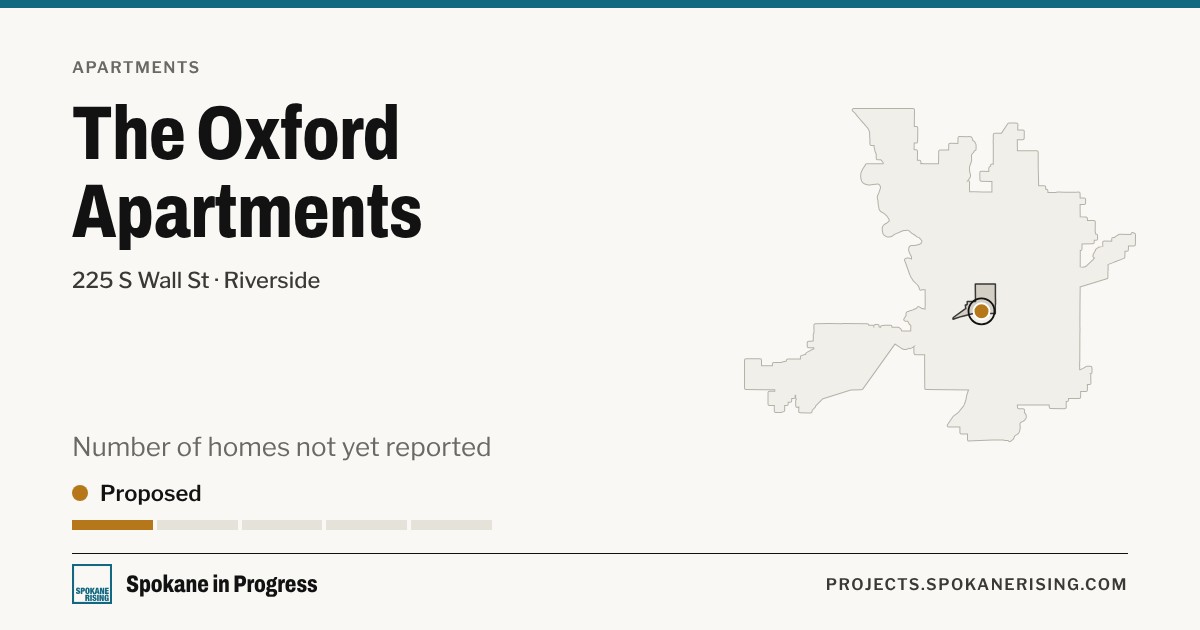 APARTMENTS
The Oxford
Apartments
225 S Wall St · Riverside
Number of homes not yet reported
Proposed
SPOKANE
RISING
Spokane in Progress
PROJECTS.SPOKANERISING.COM